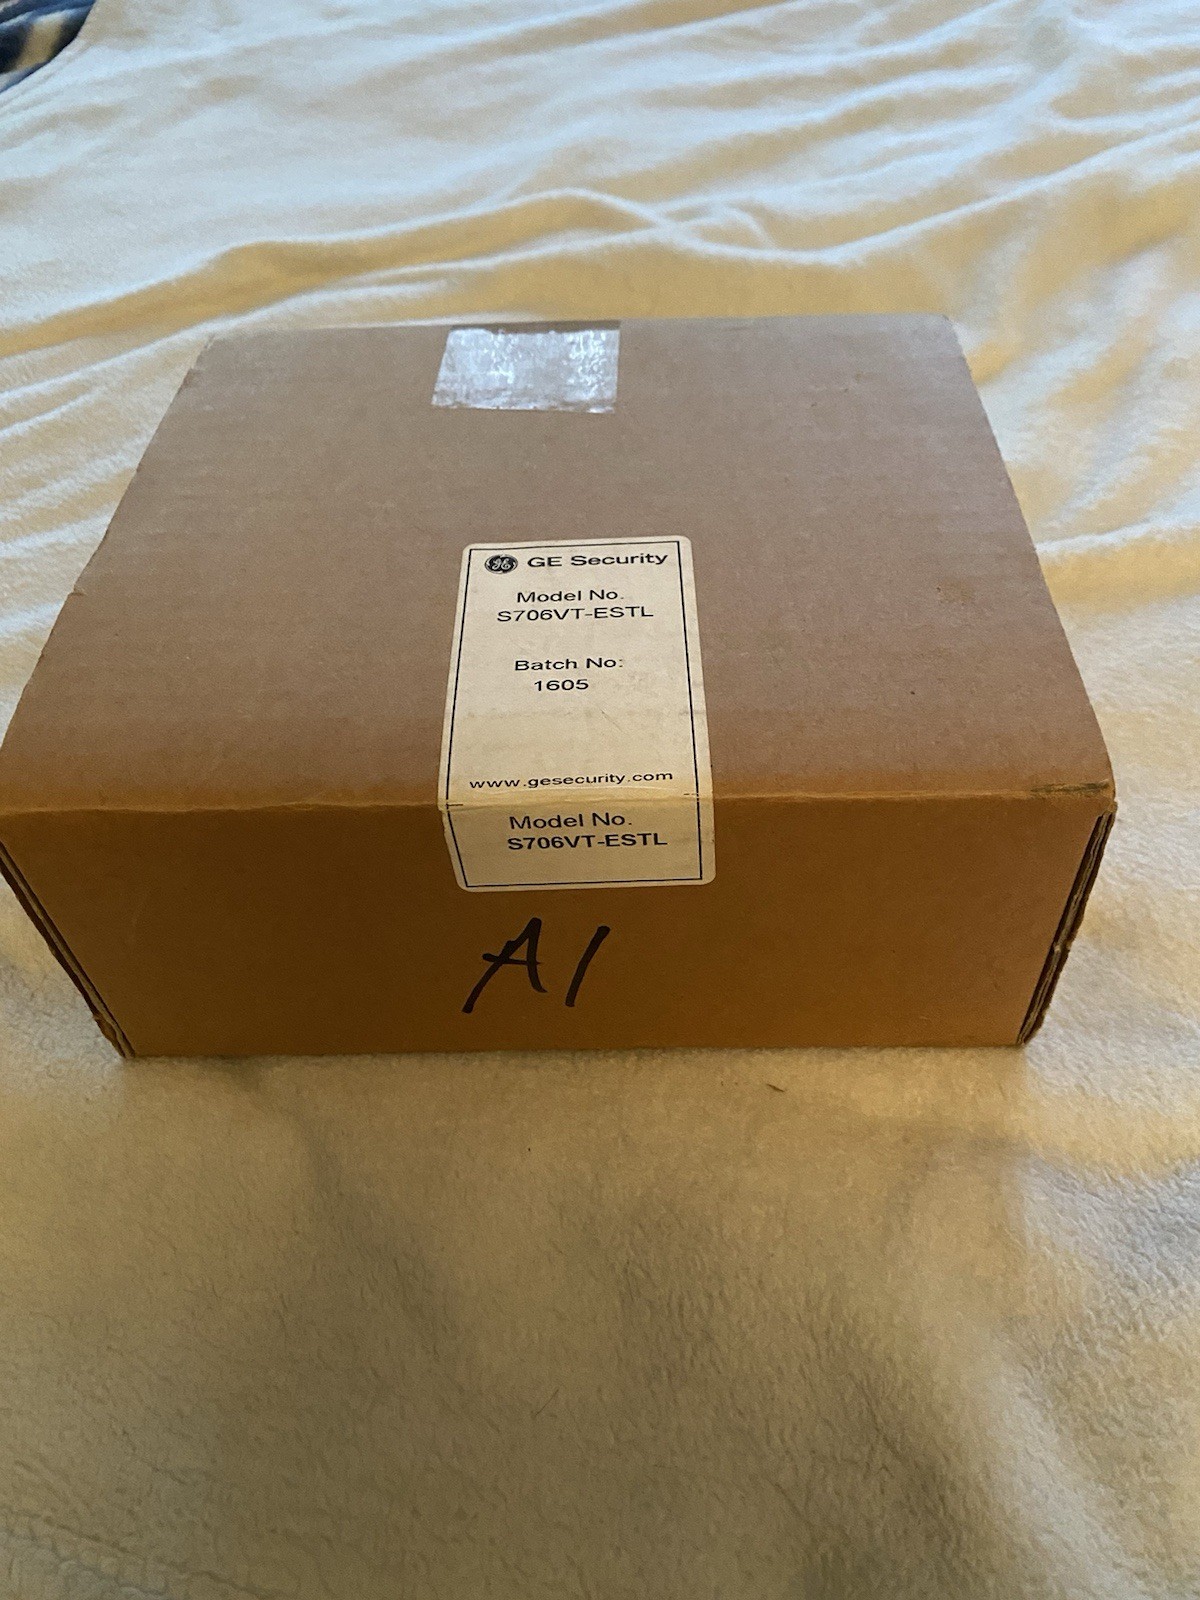 GE Security
Model No.
S706VT-ESTL
Batch No:
1605
www.gesecurity.com
Model No.
S706VT-ESTL
A1